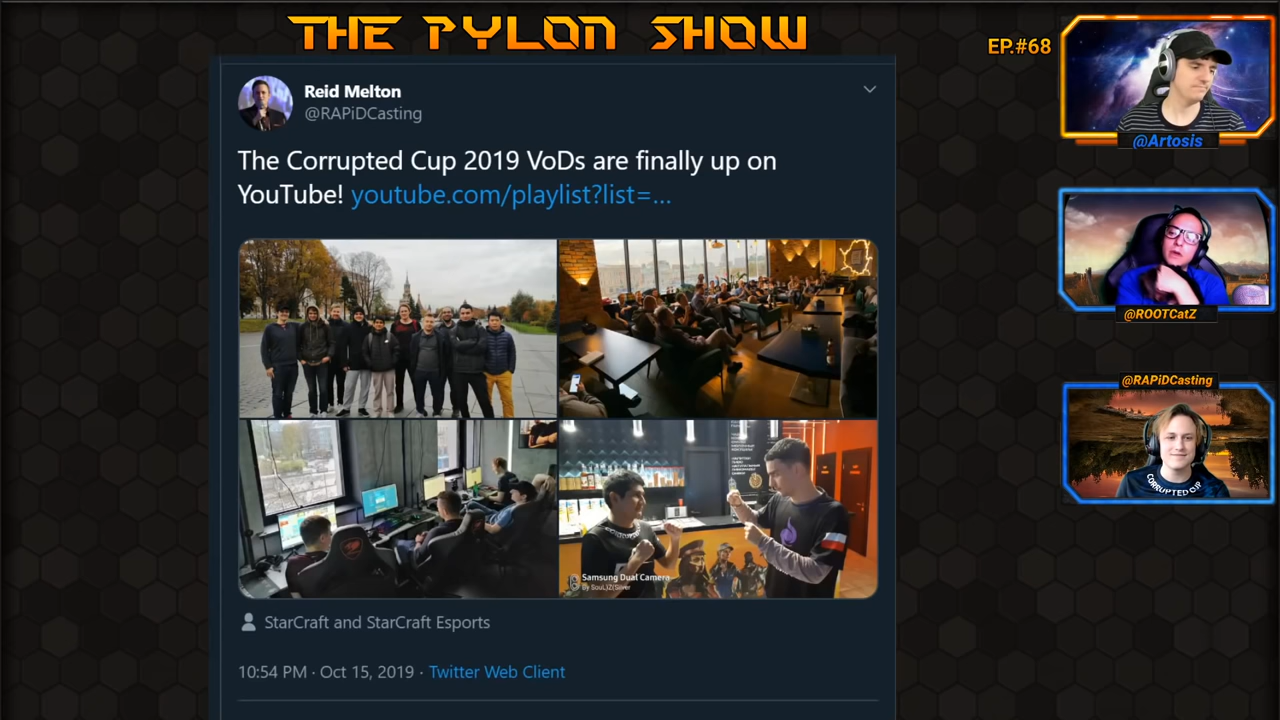 THE PYLON SHOW
EP.#68
@Artosis
@ROOTCatZ
@RAPiDCasting
CORRUPTED CUP
Reid Melton
@RAPiDCasting
The Corrupted Cup 2019 VoDs are finally up on
YouTube! youtube.com/playlist?list=...
Samsung Dual Camera
StarCraft and StarCraft Esports
10:54 PM · Oct 15, 2019 · Twitter Web Client